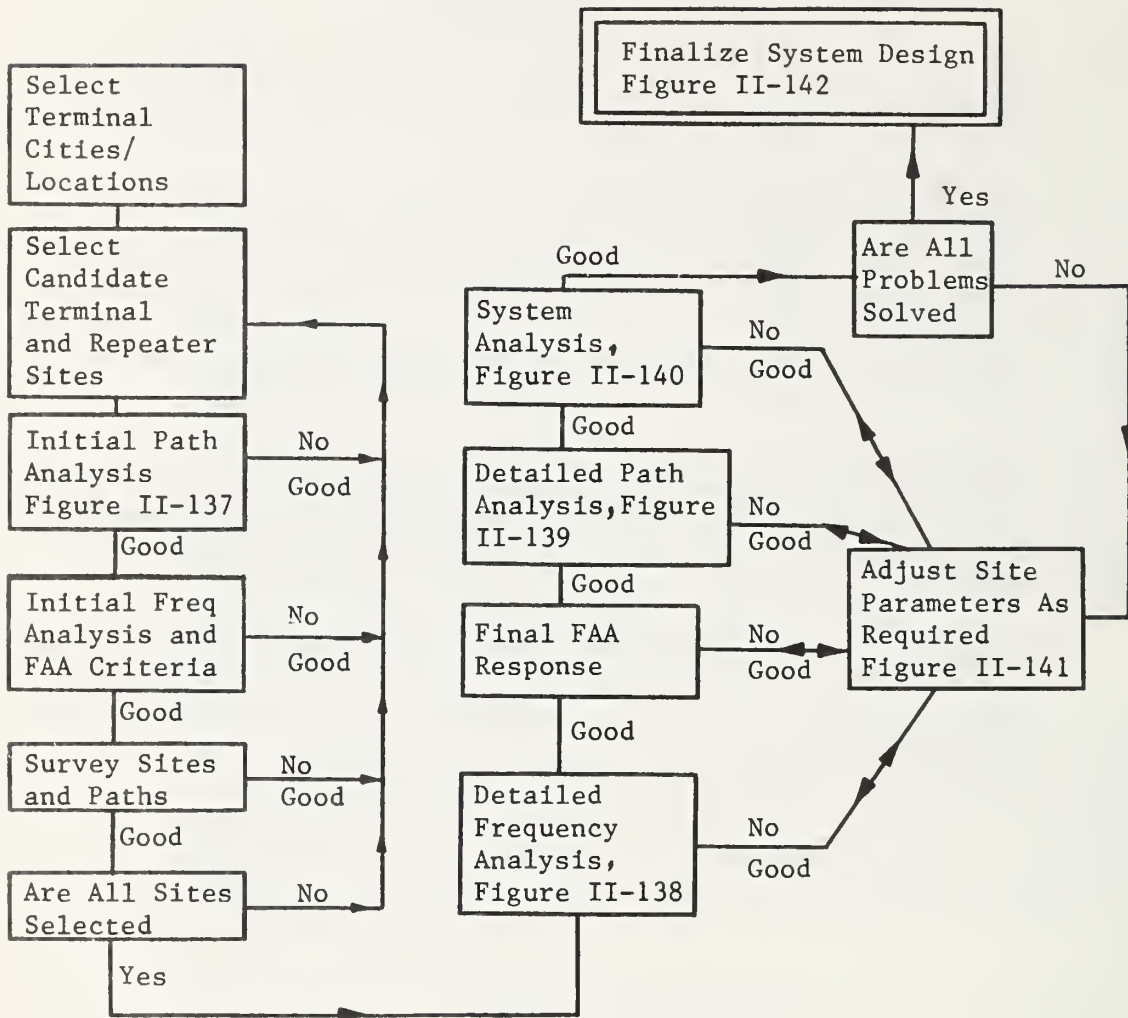 Select
Terminal
Cities/
Locations
Select
Candidate
Terminal
and Repeater
Sites
Initial Path
Analysis
Figure II-137
No
Good
Good
Initial Freq
Analysis and
FAA Criteria
No
Good
Good
Survey Sites
and Paths
No
Good
Good
Are All Sites
Selected
No
Yes
Detailed
Frequency
Analysis,
Figure II-138
No
Good
Good
Final FAA
Response
No
Good
Good
Detailed Path
Analysis,Figure
II-139
No
Good
Good
System
Analysis,
Figure II-140
No
Good
Good
Adjust Site
Parameters As
Required
Figure II-141
Are All
Problems
Solved
No
Yes
Finalize System Design
Figure II-142